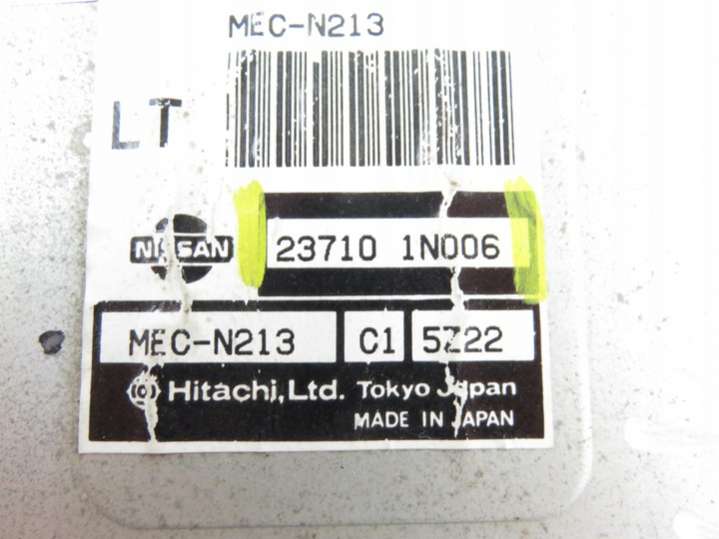 MEC-N213
LT
NISSAN 23710 1N006
MEC-N213 C1 5Z22
Hitachi, Ltd. Tokyo Japan
MADE IN JAPAN